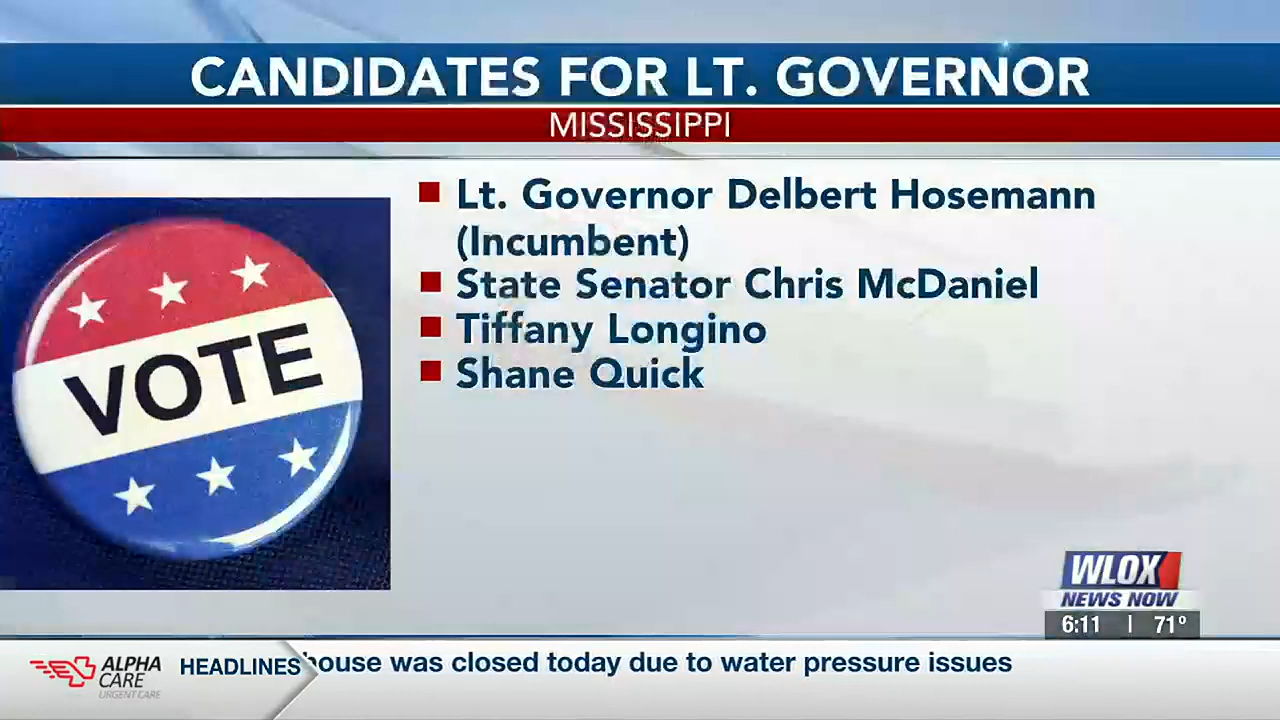 CANDIDATES FOR LT. GOVERNOR
MISSISSIPPI
Lt. Governor Delbert Hosemann
(Incumbent)
State Senator Chris McDaniel
Tiffany Longino
Shane Quick
VOTE
WLOX
NEWS NOW
6:11 | 71°
ALPHA
CARE
URGENT CARE
HEADLINES
house was closed today due to water pressure issues